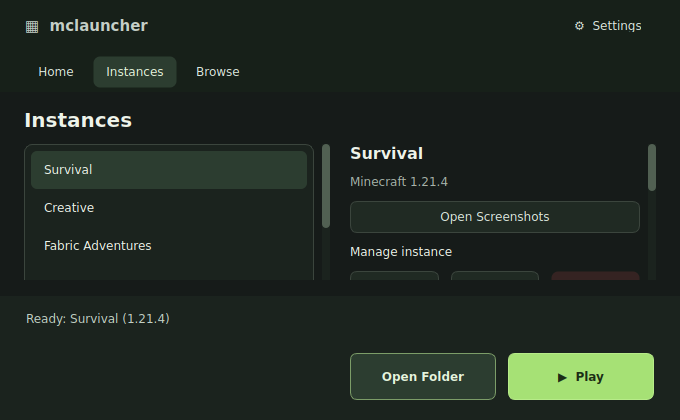 mclauncher
Settings
Home
Instances
Browse
Instances
Survival
Creative
Fabric Adventures
Survival
Minecraft 1.21.4
Open Screenshots
Manage instance
Ready: Survival (1.21.4)
Open Folder
Play